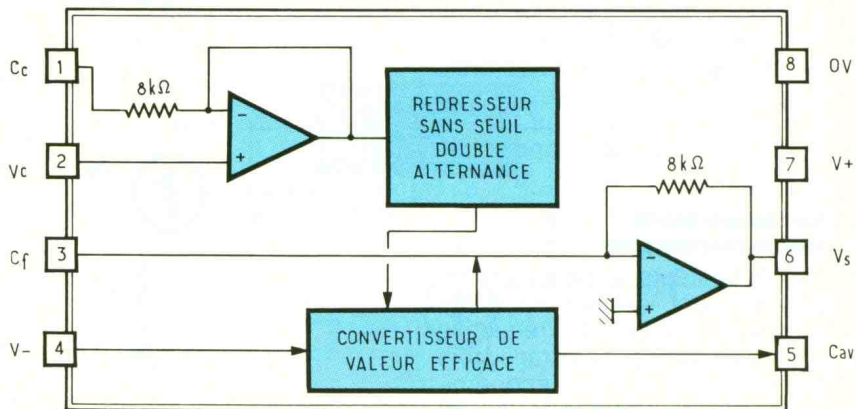 Cc 1
8kΩ
-
+
Vc 2
REDRESSEUR
SANS SEUIL
DOUBLE
ALTERNANCE
8 OV
7 V+
8kΩ
Cf 3
-
+
6 Vs
V- 4
CONVERTISSEUR DE
VALEUR EFFICACE
5 Cav